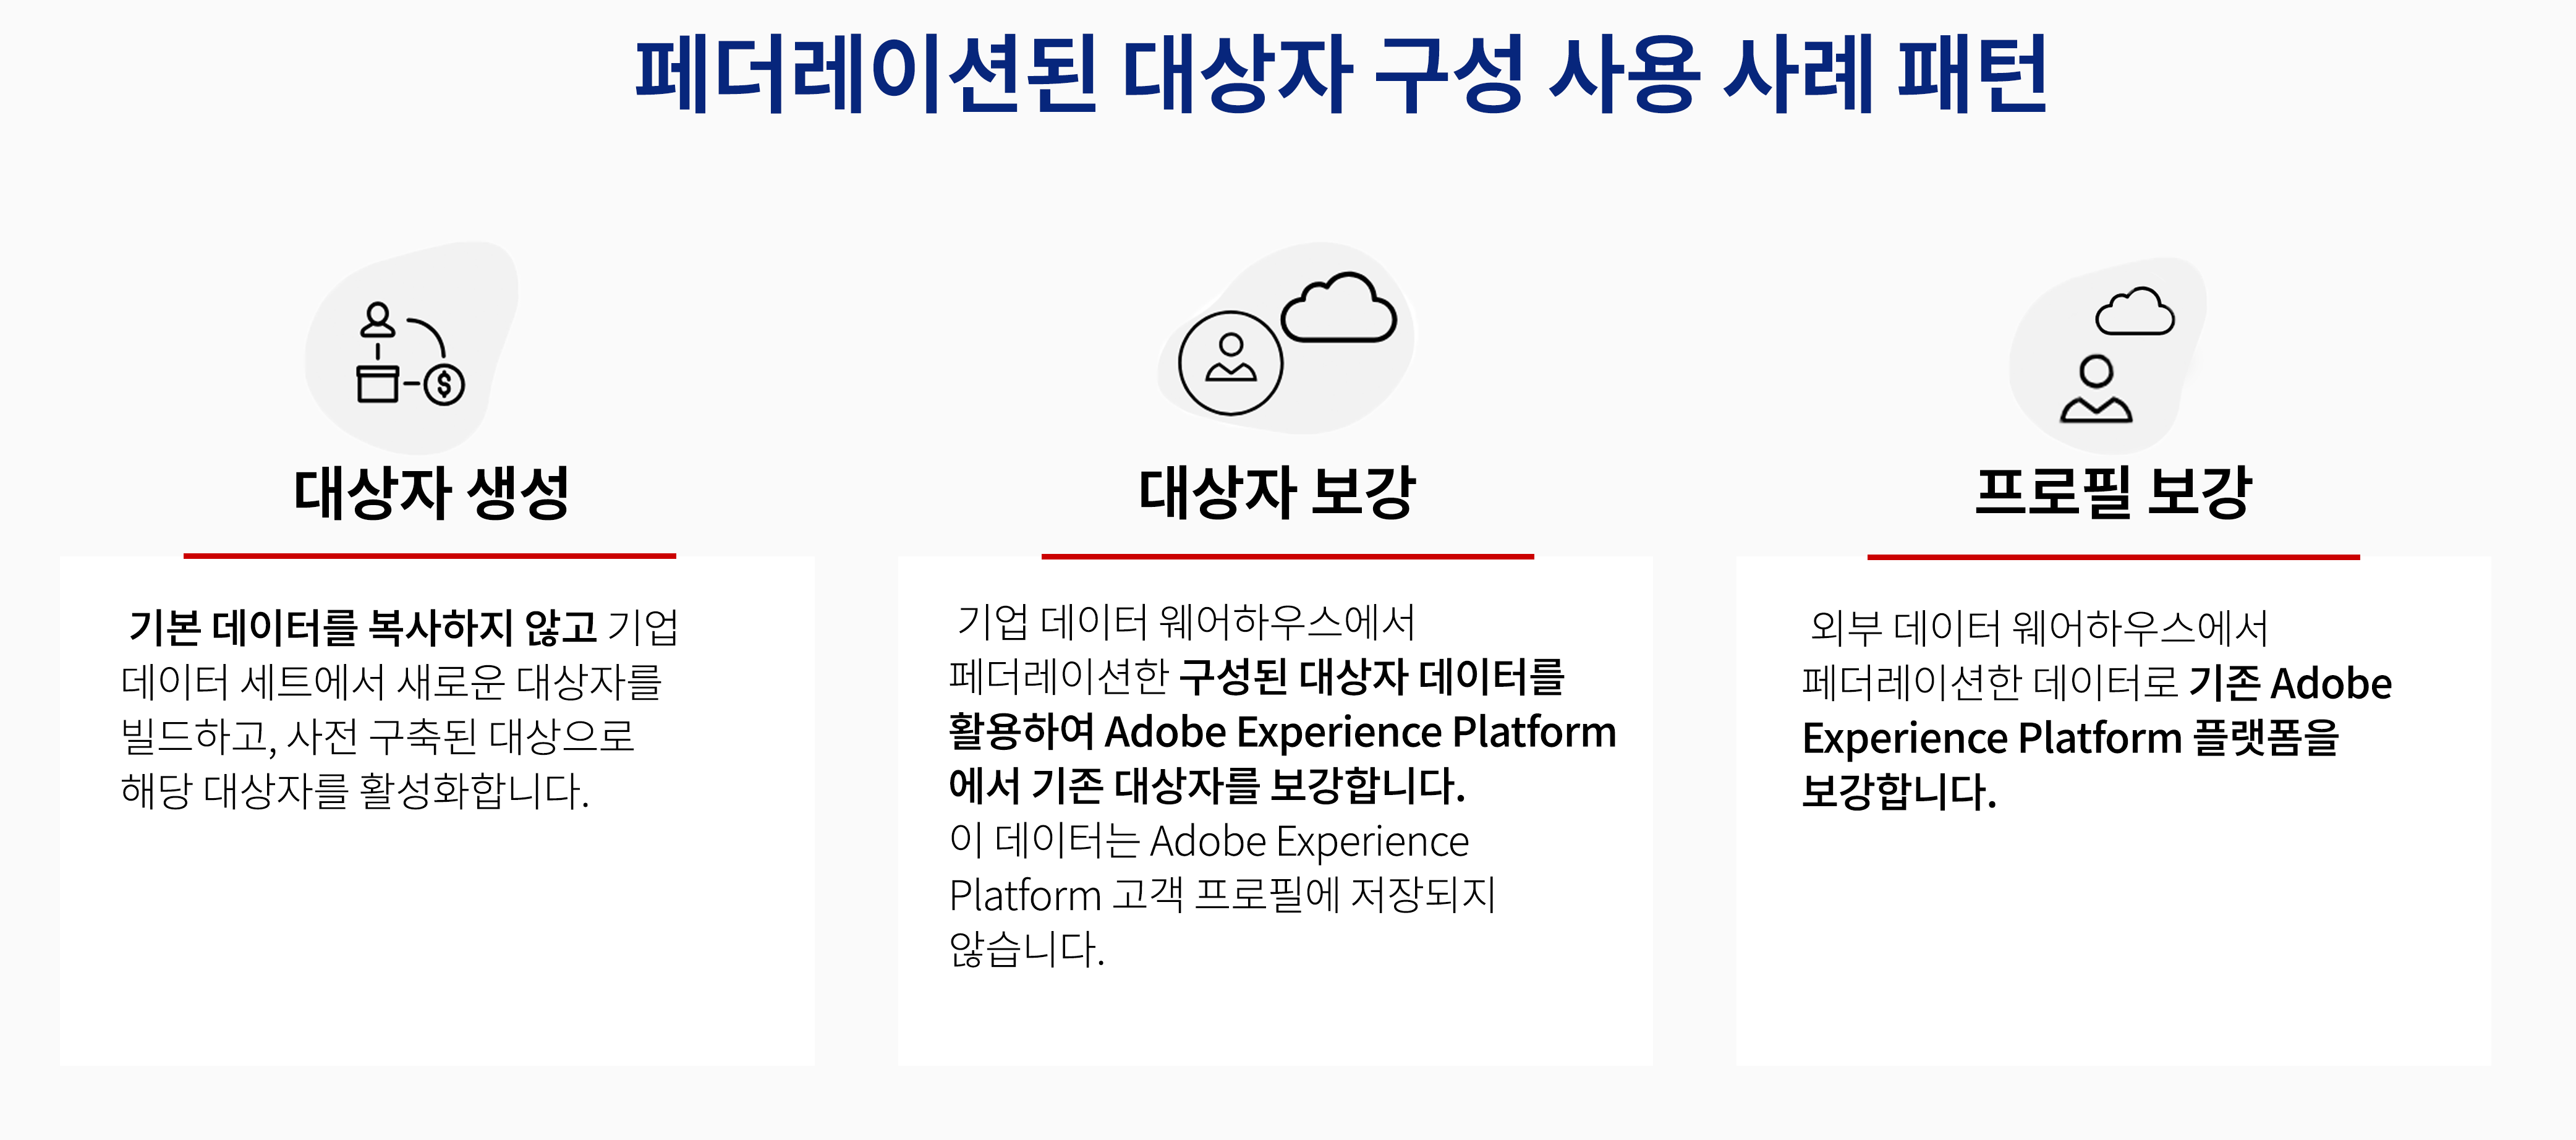 페더레이션된 대상자 구성 사용 사례 패턴
대상자 생성
기본 데이터를 복사하지 않고 기업
데이터 세트에서 새로운 대상자를
빌드하고, 사전 구축된 대상으로
해당 대상자를 활성화합니다.
대상자 보강
기업 데이터 웨어하우스에서
페더레이션한 구성된 대상자 데이터를
활용하여 Adobe Experience Platform
에서 기존 대상자를 보강합니다.
이 데이터는 Adobe Experience
Platform 고객 프로필에 저장되지
않습니다.
프로필 보강
외부 데이터 웨어하우스에서
페더레이션한 데이터로 기존 Adobe
Experience Platform 플랫폼을
보강합니다.